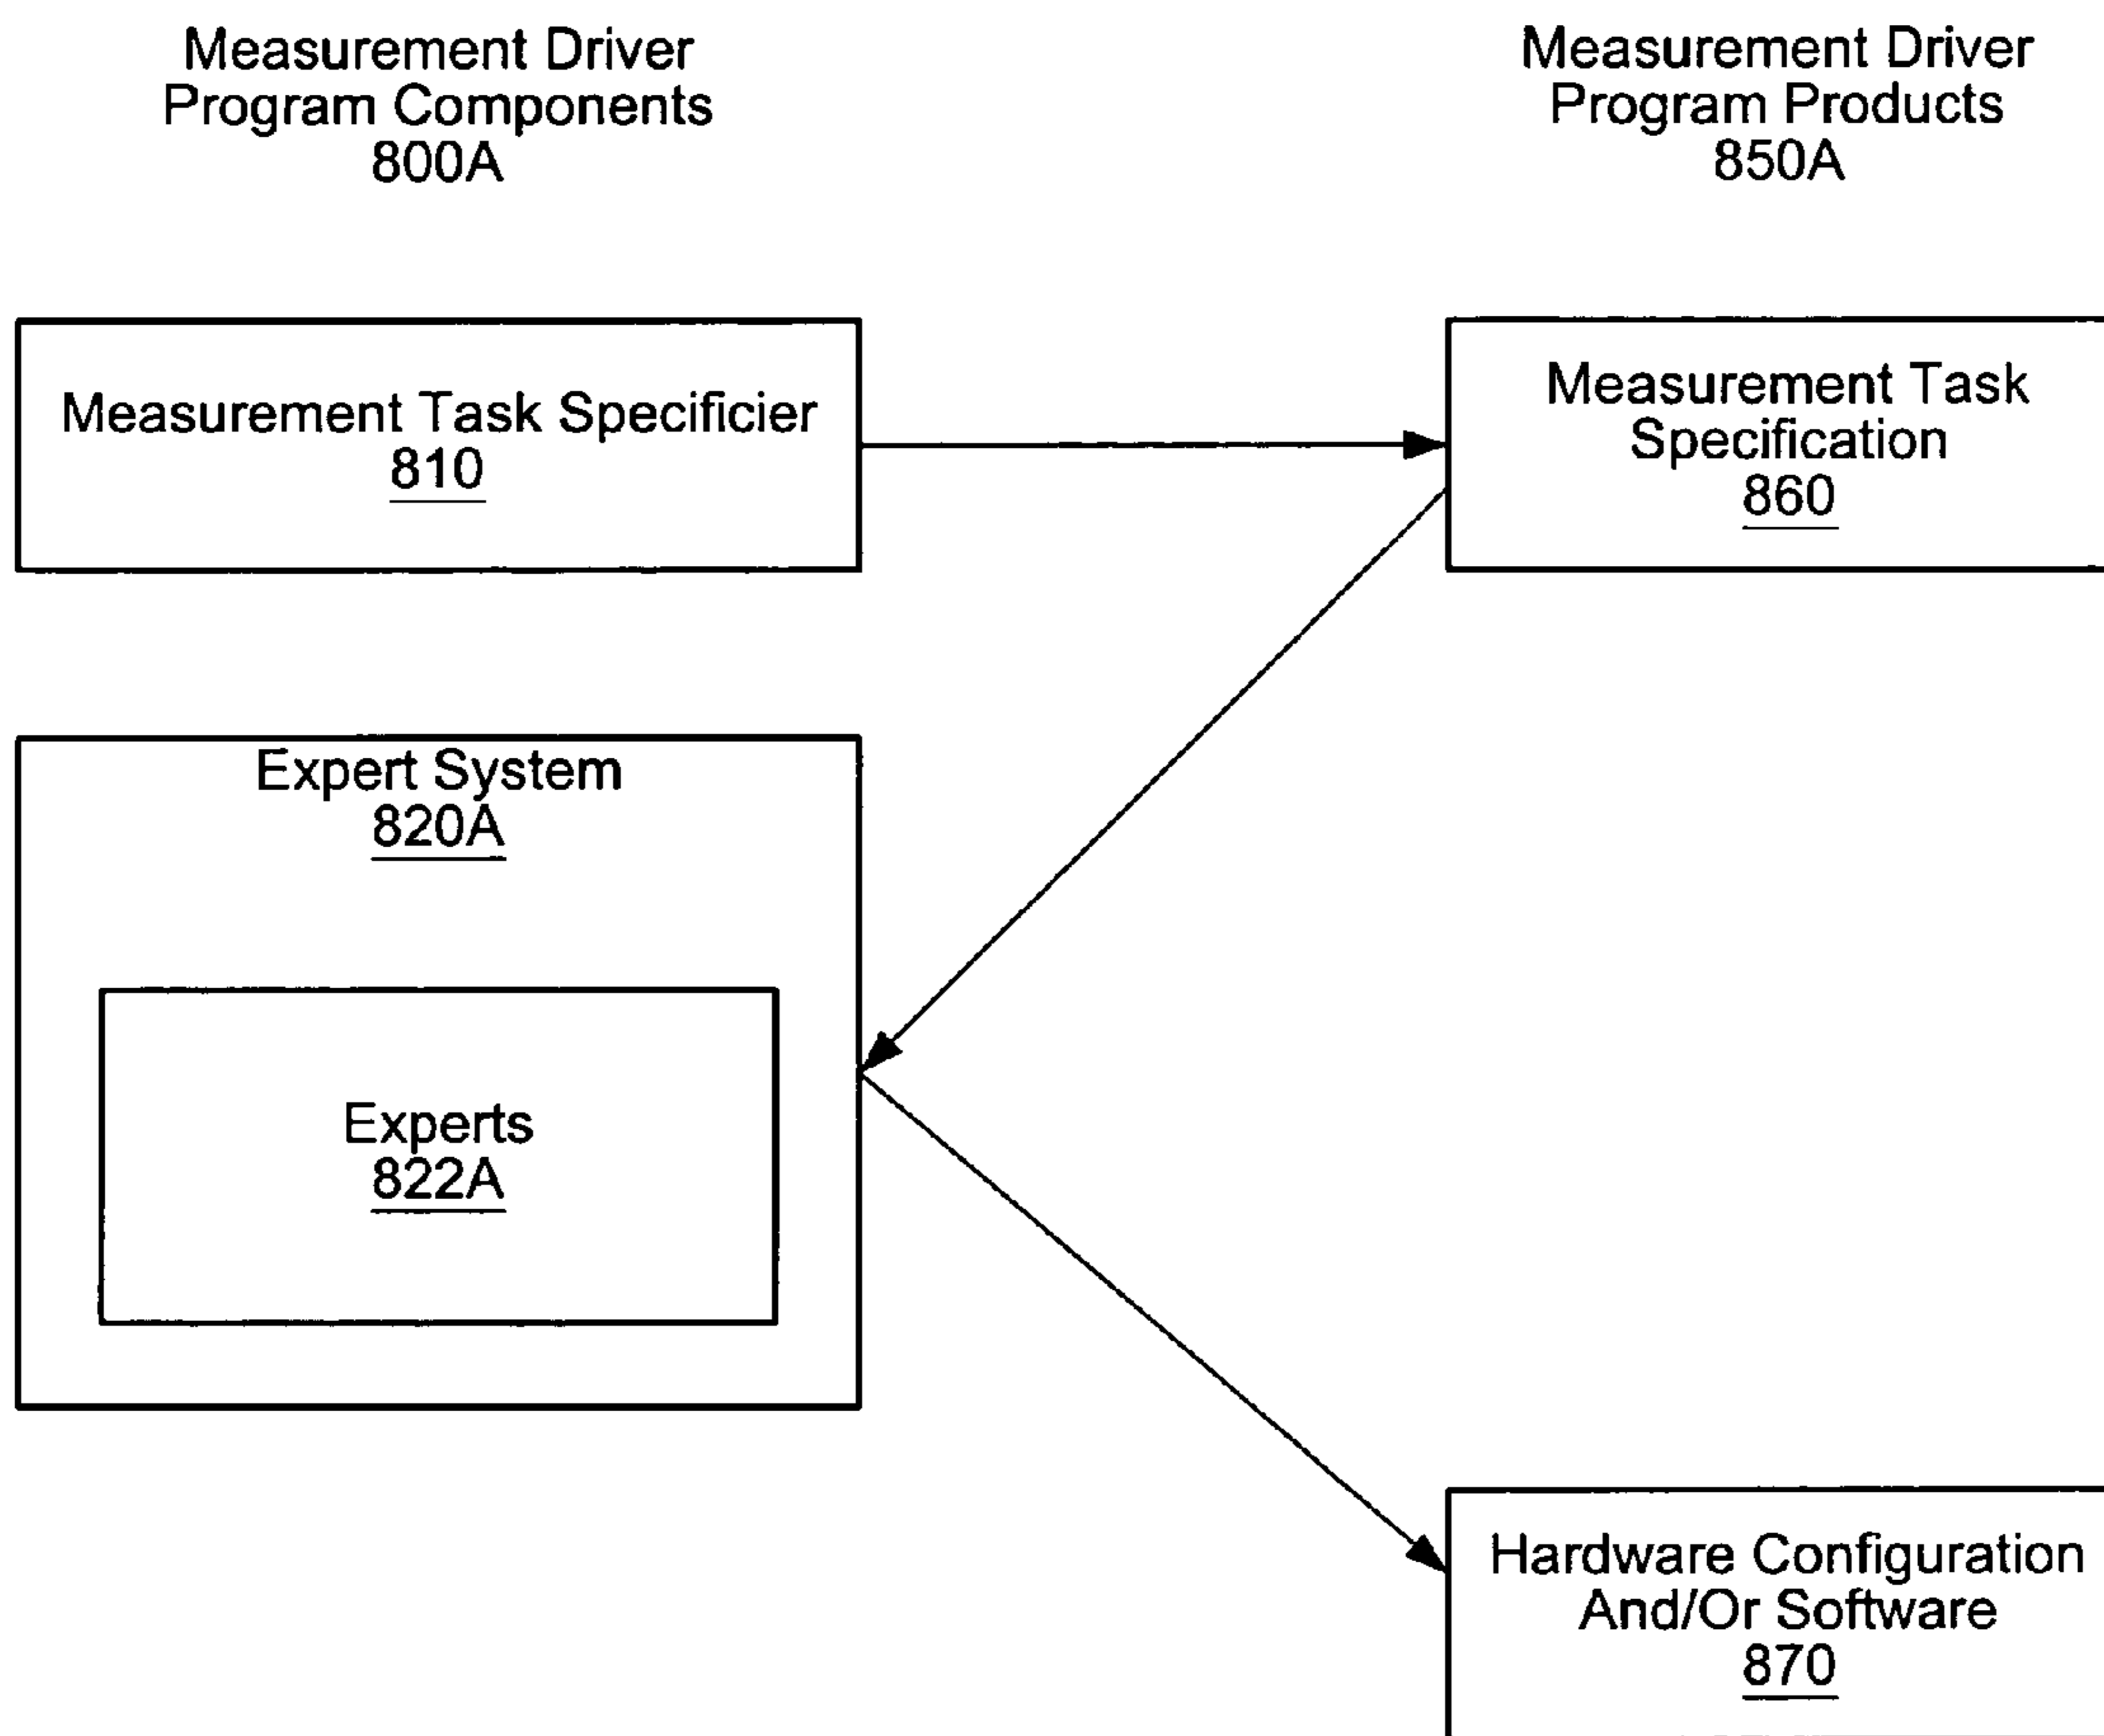 Measurement Driver
Program Components
800A
Measurement Driver
Program Products
850A
Measurement Task Specificier
810
Measurement Task
Specification
860
Expert System
820A
Experts
822A
Hardware Configuration
And/Or Software
870